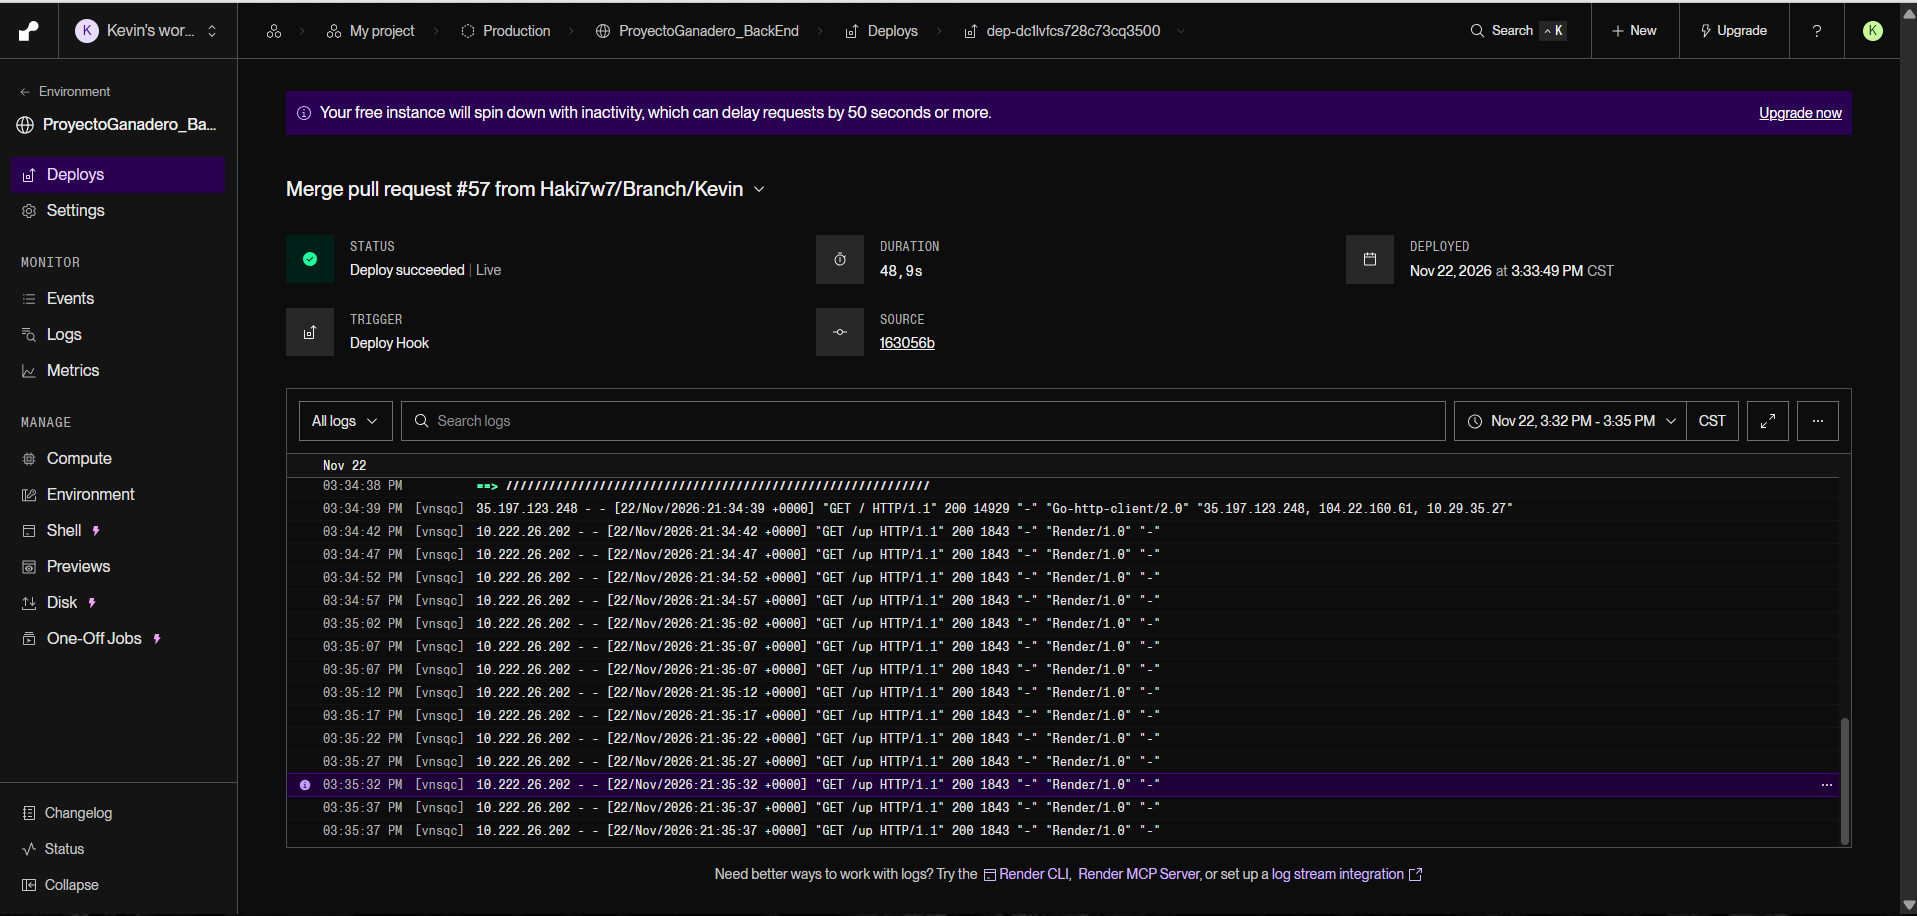 K Kevin's wor... My project Production ProyectoGanadero_BackEnd Deploys dep-dc1lvfcs728c73cq3500 Search ^ K + New Upgrade ? K
← Environment
ProyectoGanadero_Ba...
Deploys
Settings
MONITOR
Events
Logs
Metrics
MANAGE
Compute
Environment
Shell
Previews
Disk
One-Off Jobs
Changelog
Status
Collapse
Your free instance will spin down with inactivity, which can delay requests by 50 seconds or more. Upgrade now
Merge pull request #57 from Haki7w7/Branch/Kevin
STATUS
Deploy succeeded | Live
DURATION
48,9s
DEPLOYED
Nov 22, 2026 at 3:33:49 PM CST
TRIGGER
Deploy Hook
SOURCE
163056b
All logs Search logs Nov 22, 3:32 PM - 3:35 PM CST ...
Nov 22
03:34:38 PM ==> ///////////////////////////////////////////////////////////
03:34:39 PM [vnsqc] 35.197.123.248 - - [22/Nov/2026:21:34:39 +0000] "GET / HTTP/1.1" 200 14929 "-" "Go-http-client/2.0" "35.197.123.248, 104.22.160.61, 10.29.35.27"
03:34:42 PM [vnsqc] 10.222.26.202 - - [22/Nov/2026:21:34:42 +0000] "GET /up HTTP/1.1" 200 1843 "-" "Render/1.0" "-"
03:34:47 PM [vnsqc] 10.222.26.202 - - [22/Nov/2026:21:34:47 +0000] "GET /up HTTP/1.1" 200 1843 "-" "Render/1.0" "-"
03:34:52 PM [vnsqc] 10.222.26.202 - - [22/Nov/2026:21:34:52 +0000] "GET /up HTTP/1.1" 200 1843 "-" "Render/1.0" "-"
03:34:57 PM [vnsqc] 10.222.26.202 - - [22/Nov/2026:21:34:57 +0000] "GET /up HTTP/1.1" 200 1843 "-" "Render/1.0" "-"
03:35:02 PM [vnsqc] 10.222.26.202 - - [22/Nov/2026:21:35:02 +0000] "GET /up HTTP/1.1" 200 1843 "-" "Render/1.0" "-"
03:35:07 PM [vnsqc] 10.222.26.202 - - [22/Nov/2026:21:35:07 +0000] "GET /up HTTP/1.1" 200 1843 "-" "Render/1.0" "-"
03:35:07 PM [vnsqc] 10.222.26.202 - - [22/Nov/2026:21:35:07 +0000] "GET /up HTTP/1.1" 200 1843 "-" "Render/1.0" "-"
03:35:12 PM [vnsqc] 10.222.26.202 - - [22/Nov/2026:21:35:12 +0000] "GET /up HTTP/1.1" 200 1843 "-" "Render/1.0" "-"
03:35:17 PM [vnsqc] 10.222.26.202 - - [22/Nov/2026:21:35:17 +0000] "GET /up HTTP/1.1" 200 1843 "-" "Render/1.0" "-"
03:35:22 PM [vnsqc] 10.222.26.202 - - [22/Nov/2026:21:35:22 +0000] "GET /up HTTP/1.1" 200 1843 "-" "Render/1.0" "-"
03:35:27 PM [vnsqc] 10.222.26.202 - - [22/Nov/2026:21:35:27 +0000] "GET /up HTTP/1.1" 200 1843 "-" "Render/1.0" "-"
03:35:32 PM [vnsqc] 10.222.26.202 - - [22/Nov/2026:21:35:32 +0000] "GET /up HTTP/1.1" 200 1843 "-" "Render/1.0" "-" ...
03:35:37 PM [vnsqc] 10.222.26.202 - - [22/Nov/2026:21:35:37 +0000] "GET /up HTTP/1.1" 200 1843 "-" "Render/1.0" "-"
03:35:37 PM [vnsqc] 10.222.26.202 - - [22/Nov/2026:21:35:37 +0000] "GET /up HTTP/1.1" 200 1843 "-" "Render/1.0" "-"
Need better ways to work with logs? Try the Render CLI, Render MCP Server, or set up a log stream integration